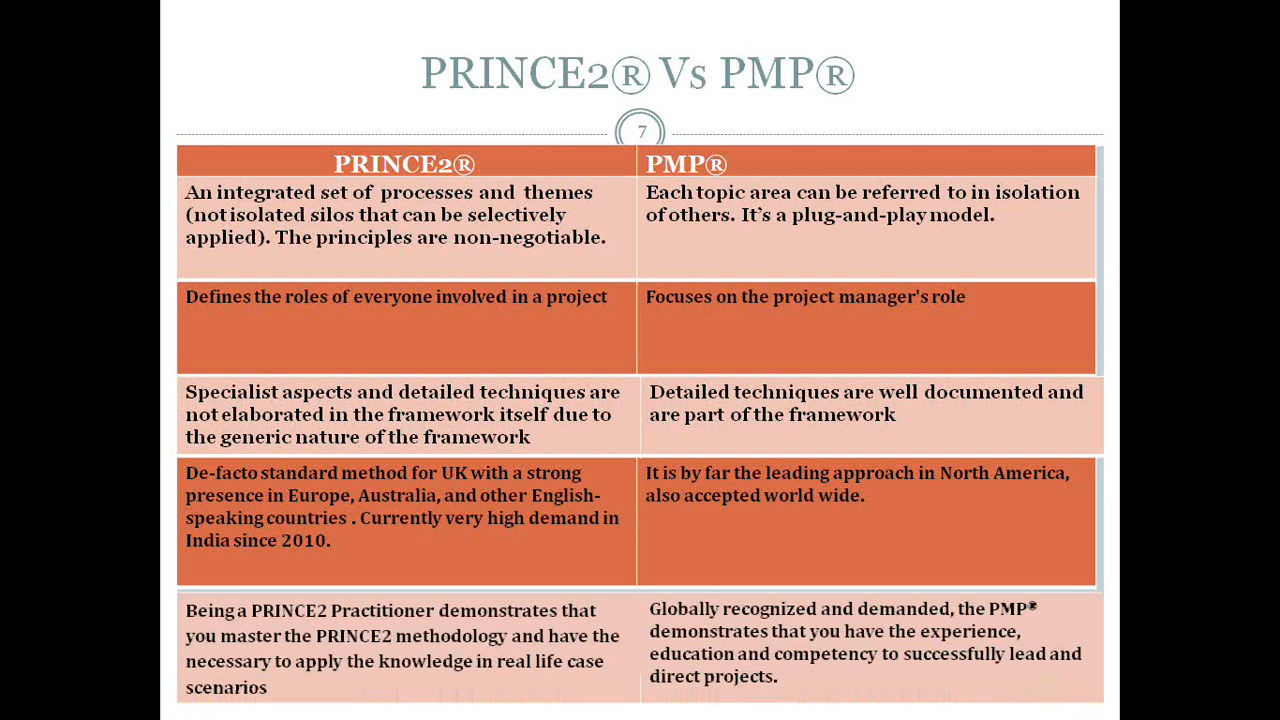 PRINCE2® Vs PMP®
7
PRINCE2®
PMP®
An integrated set of processes and themes
(not isolated silos that can be selectively
applied). The principles are non-negotiable.
Each topic area can be referred to in isolation
of others. It's a plug-and-play model.
Defines the roles of everyone involved in a project
Focuses on the project manager's role
Specialist aspects and detailed techniques are
not elaborated in the framework itself due to
the generic nature of the framework
Detailed techniques are well documented and
are part of the framework
De-facto standard method for UK with a strong
presence in Europe, Australia, and other English-
speaking countries . Currently very high demand in
India since 2010.
It is by far the leading approach in North America,
also accepted world wide.
Being a PRINCE2 Practitioner demonstrates that
you master the PRINCE2 methodology and have the
necessary to apply the knowledge in real life case
scenarios
Globally recognized and demanded, the PMP®
demonstrates that you have the experience,
education and competency to successfully lead and
direct projects.